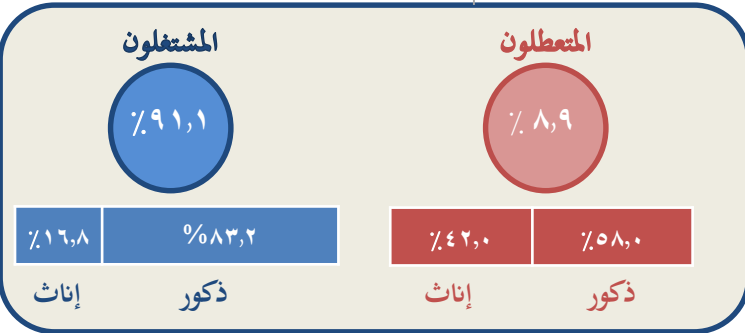 المتعطلون
٪ ٨,٩
٪٥٨,٠
٪٤٢,٠
ذكور
إناث
المشتغلون
٪٩١,١
%٨٣,٢
٪١٦,٨
ذكور
إناث